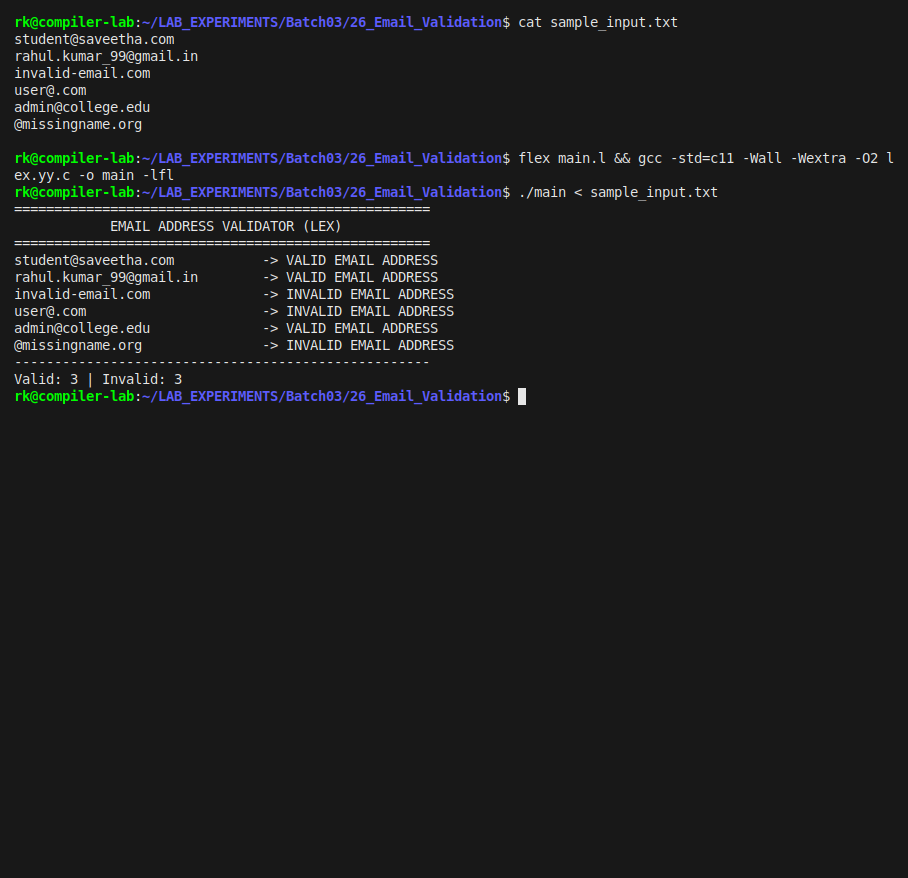 rk@compiler-lab:~/LAB_EXPERIMENTS/Batch03/26_Email_Validation$ cat sample_input.txt
student@saveetha.com
rahul.kumar_99@gmail.in
invalid-email.com
user@.com
admin@college.edu
@missingname.org

rk@compiler-lab:~/LAB_EXPERIMENTS/Batch03/26_Email_Validation$ flex main.l && gcc -std=c11 -Wall -Wextra -O2 l
ex.yy.c -o main -lfl
rk@compiler-lab:~/LAB_EXPERIMENTS/Batch03/26_Email_Validation$ ./main < sample_input.txt
====================================================
            EMAIL ADDRESS VALIDATOR (LEX)
====================================================
student@saveetha.com           -> VALID EMAIL ADDRESS
rahul.kumar_99@gmail.in        -> VALID EMAIL ADDRESS
invalid-email.com              -> INVALID EMAIL ADDRESS
user@.com                      -> INVALID EMAIL ADDRESS
admin@college.edu              -> VALID EMAIL ADDRESS
@missingname.org               -> INVALID EMAIL ADDRESS
----------------------------------------------------
Valid: 3 | Invalid: 3
rk@compiler-lab:~/LAB_EXPERIMENTS/Batch03/26_Email_Validation$